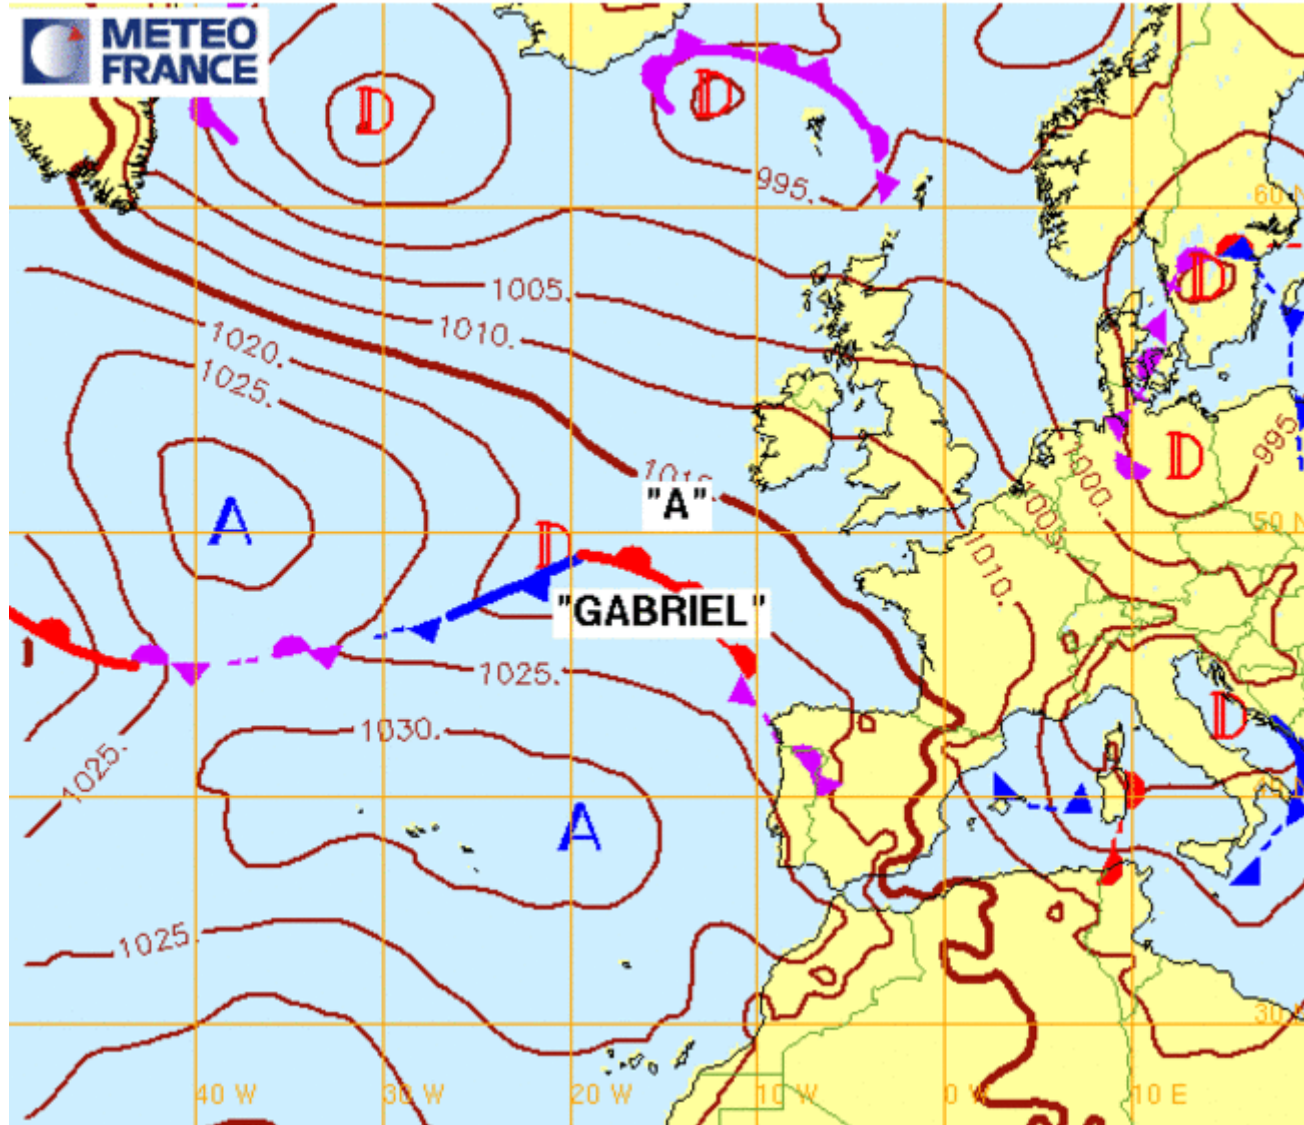 METEO
FRANCE
D
D
995.
60 N
D
1005.
1010.
1020.
1025.
995
D
1000.
"A"
A
50 N
D
1005.
1010.
"GABRIEL"
1025.
D
1030.
1025.
A
1025.
30 N
40 W
30 W
20 W
10 W
0 W
10 E